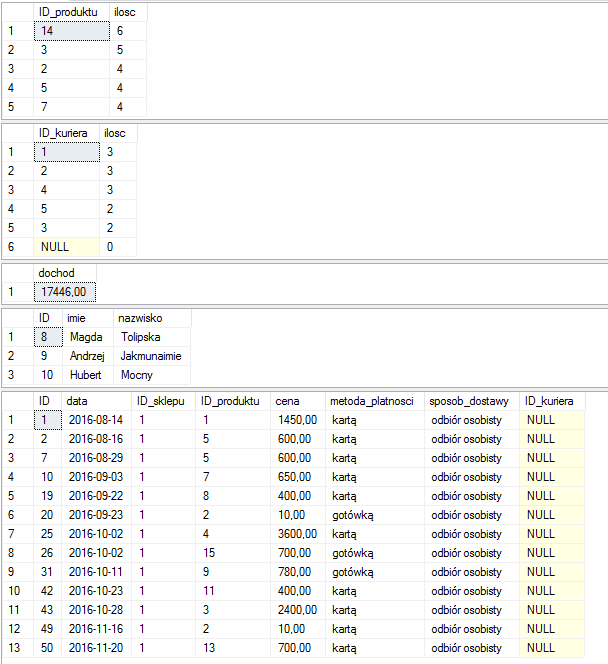 ID_produktu ilosc
1 14 6
2 3 5
3 2 4
4 5 4
5 7 4
ID_kuriera ilosc
1 1 3
2 2 3
3 4 3
4 5 2
5 3 2
6 NULL 0
dochod
1 17446,00
ID imie nazwisko
1 8 Magda Tolipska
2 9 Andrzej Jakmunaimie
3 10 Hubert Mocny
ID data ID_sklepu ID_produktu cena metoda_platnosci sposob_dostawy ID_kuriera
1 1 2016-08-14 1 1 1450,00 kartą odbiór osobisty NULL
2 2 2016-08-16 1 5 600,00 kartą odbiór osobisty NULL
3 7 2016-08-29 1 5 600,00 kartą odbiór osobisty NULL
4 10 2016-09-03 1 7 650,00 kartą odbiór osobisty NULL
5 19 2016-09-22 1 8 400,00 kartą odbiór osobisty NULL
6 20 2016-09-23 1 2 10,00 gotówką odbiór osobisty NULL
7 25 2016-10-02 1 4 3600,00 kartą odbiór osobisty NULL
8 26 2016-10-02 1 15 700,00 gotówką odbiór osobisty NULL
9 31 2016-10-11 1 9 780,00 gotówką odbiór osobisty NULL
10 42 2016-10-23 1 11 400,00 kartą odbiór osobisty NULL
11 43 2016-10-28 1 3 2400,00 kartą odbiór osobisty NULL
12 49 2016-11-16 1 2 10,00 kartą odbiór osobisty NULL
13 50 2016-11-20 1 13 700,00 kartą odbiór osobisty NULL